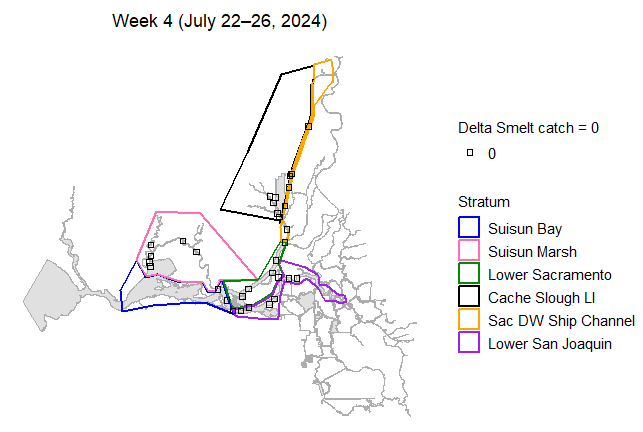 Week 4 (July 22–26, 2024)
Delta Smelt catch = 0
0
Stratum
Suisun Bay
Suisun Marsh
Lower Sacramento
Cache Slough LI
Sac DW Ship Channel
Lower San Joaquin